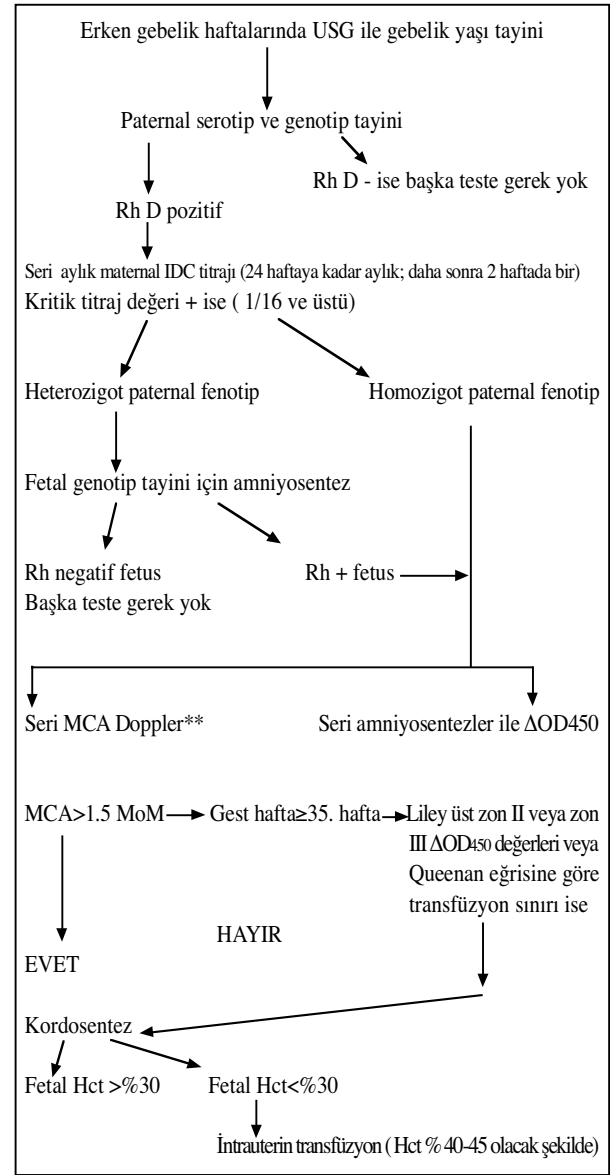 Erken gebelik haftalarında USG ile gebelik yaşı tayini
Paternal serotip ve genotip tayini
Rh D - ise başka teste gerek yok
Rh D pozitif
Seri aylık maternal IDC titrajı (24 haftaya kadar aylık; daha sonra 2 haftada bir)
Kritik titraj değeri + ise ( 1/16 ve üstü)
Heterozigot paternal fenotip
Homozigot paternal fenotip
Fetal genotip tayini için amniyosentez
Rh negatif fetus
Başka teste gerek yok
Rh + fetus
Seri MCA Doppler**
Seri amniyosentezler ile ΔOD450
MCA>1.5 MoM
Gest hafta≥35. hafta
Liley üst zon II veya zon
III ΔOD450 değerleri veya
Queenan eğrisine göre
transfüzyon sınırı ise
HAYIR
EVET
Kordosentez
Fetal Hct >%30
Fetal Hct<%30
İntrauterin transfüzyon ( Hct % 40-45 olacak şekilde)